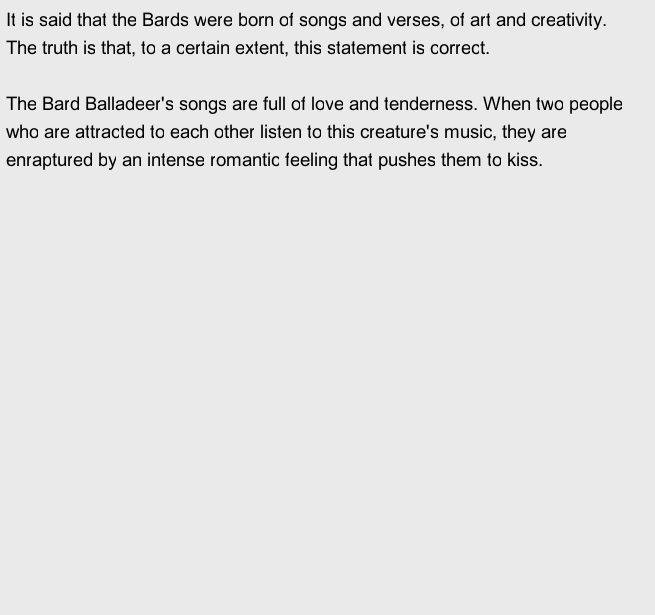 It is said that the Bards were born of songs and verses, of art and creativity.
The truth is that, to a certain extent, this statement is correct.

The Bard Balladeer's songs are full of love and tenderness. When two people
who are attracted to each other listen to this creature's music, they are
enraptured by an intense romantic feeling that pushes them to kiss.